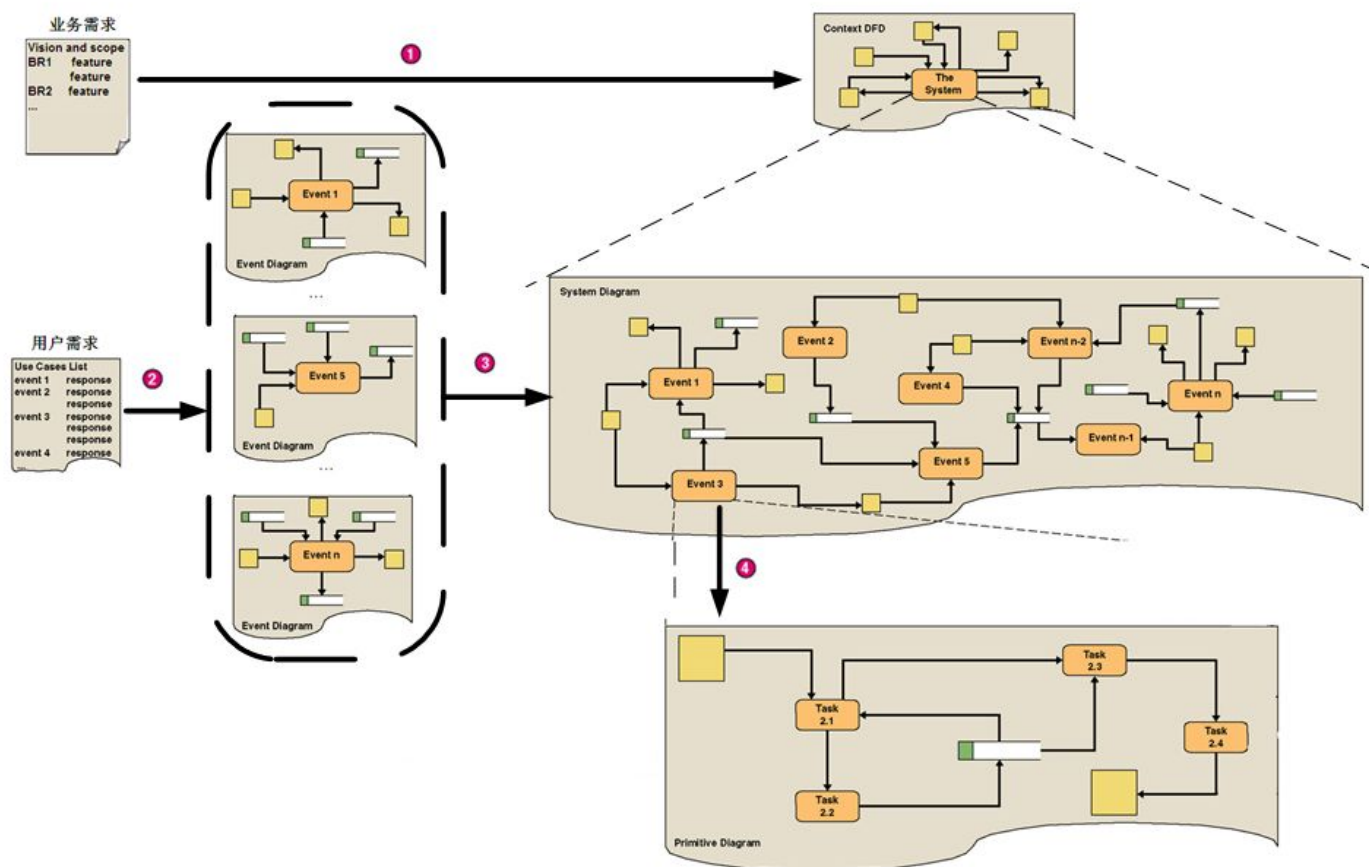 业务需求
Vision and scope
BR1 feature
feature
BR2 feature
...
1
Context DFD
The
System
Event 1
Event Diagram
...
Event 5
Event Diagram
...
Event n
Event Diagram
用户需求
Use Cases List
event 1 response
event 2 response
response
event 3 response
response
response
event 4 response
...
2
3
System Diagram
Event 1
Event 2
Event n-2
Event 4
Event n
Event n-1
Event 5
Event 3
4
Task
2.1
Task
2.2
Task
2.3
Task
2.4
Primitive Diagram